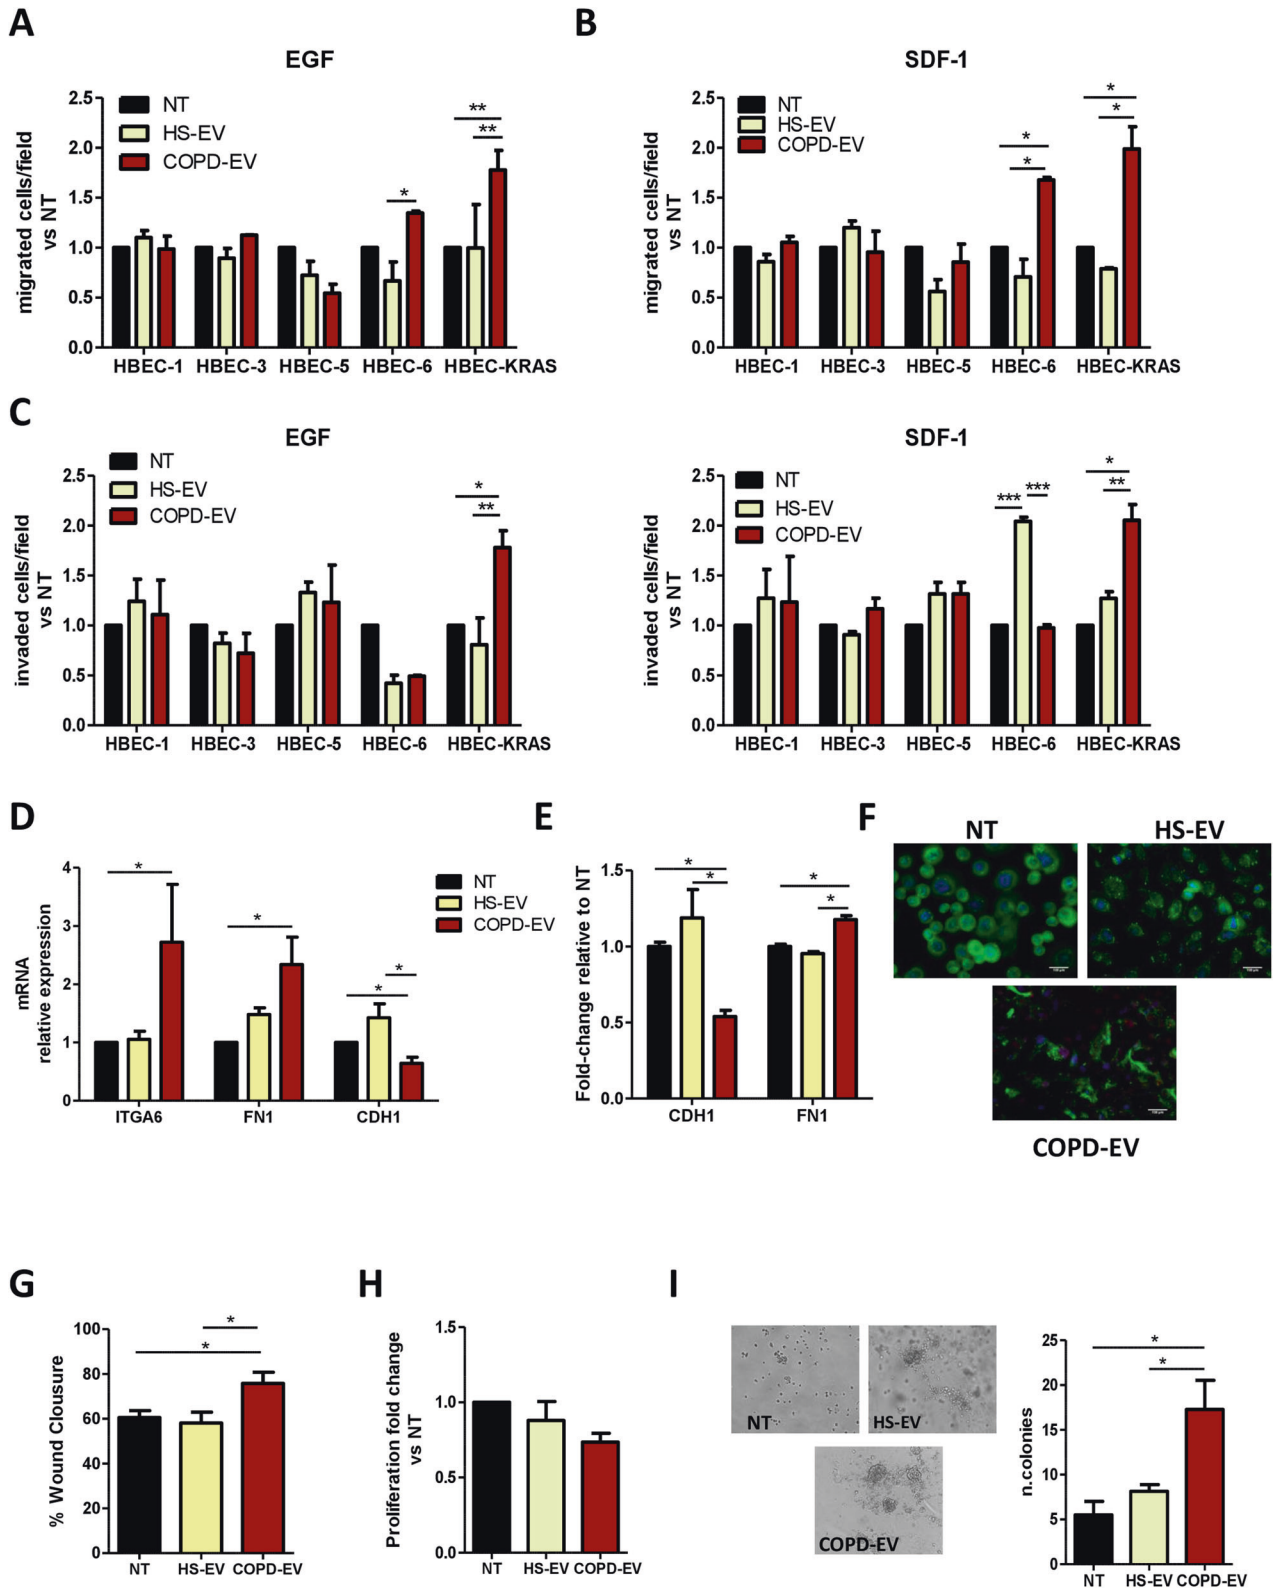 A
EGF
NT
HS-EV
COPD-EV
migrated cells/field
vs NT
2.5
2.0
1.5
1.0
0.5
0.0
*
**
**
HBEC-1 HBEC-3 HBEC-5 HBEC-6 HBEC-KRAS
B
SDF-1
NT
HS-EV
COPD-EV
migrated cells/field
vs NT
2.5
2.0
1.5
1.0
0.5
0.0
*
*
*
*
HBEC-1 HBEC-3 HBEC-5 HBEC-6 HBEC-KRAS
C
EGF
NT
HS-EV
COPD-EV
invaded cells/field
vs NT
2.5
2.0
1.5
1.0
0.5
0.0
*
**
HBEC-1 HBEC-3 HBEC-5 HBEC-6 HBEC-KRAS
SDF-1
NT
HS-EV
COPD-EV
invaded cells/field
vs NT
2.5
2.0
1.5
1.0
0.5
0.0
***
***
*
**
HBEC-1 HBEC-3 HBEC-5 HBEC-6 HBEC-KRAS
D
mRNA
relative expression
4
3
2
1
0
*
*
*
*
ITGA6 FN1 CDH1
NT
HS-EV
COPD-EV
E
Fold-change relative to NT
1.5
1.0
0.5
0.0
*
*
*
*
CDH1 FN1
F
NT
HS-EV
COPD-EV
G
% Wound Clousure
100
80
60
40
20
0
*
*
NT HS-EV COPD-EV
H
Proliferation fold change
vs NT
1.5
1.0
0.5
0.0
NT HS-EV COPD-EV
I
NT
HS-EV
COPD-EV
n.colonies
25
20
15
10
5
0
*
*
NT HS-EV COPD-EV